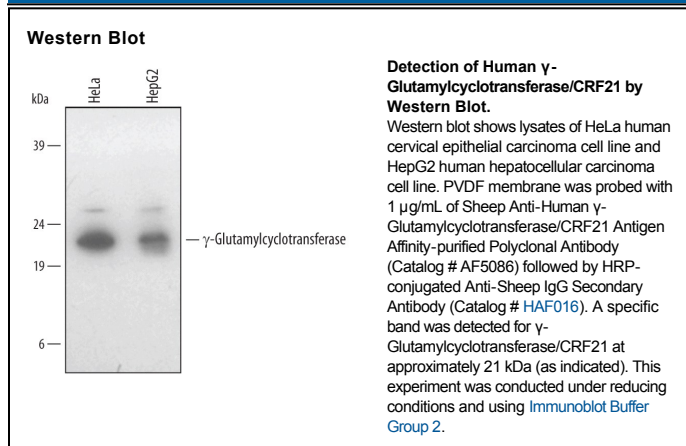 Western Blot
kDa
HeLa
HepG2
39
24
γ-Glutamylcyclotransferase
19
6
Detection of Human γ-
Glutamylcyclotransferase/CRF21 by
Western Blot.
Western blot shows lysates of HeLa human
cervical epithelial carcinoma cell line and
HepG2 human hepatocellular carcinoma
cell line. PVDF membrane was probed with
1 µg/mL of Sheep Anti-Human γ-
Glutamylcyclotransferase/CRF21 Antigen
Affinity-purified Polyclonal Antibody
(Catalog # AF5086) followed by HRP-
conjugated Anti-Sheep IgG Secondary
Antibody (Catalog # HAF016). A specific
band was detected for γ-
Glutamylcyclotransferase/CRF21 at
approximately 21 kDa (as indicated). This
experiment was conducted under reducing
conditions and using Immunoblot Buffer
Group 2.